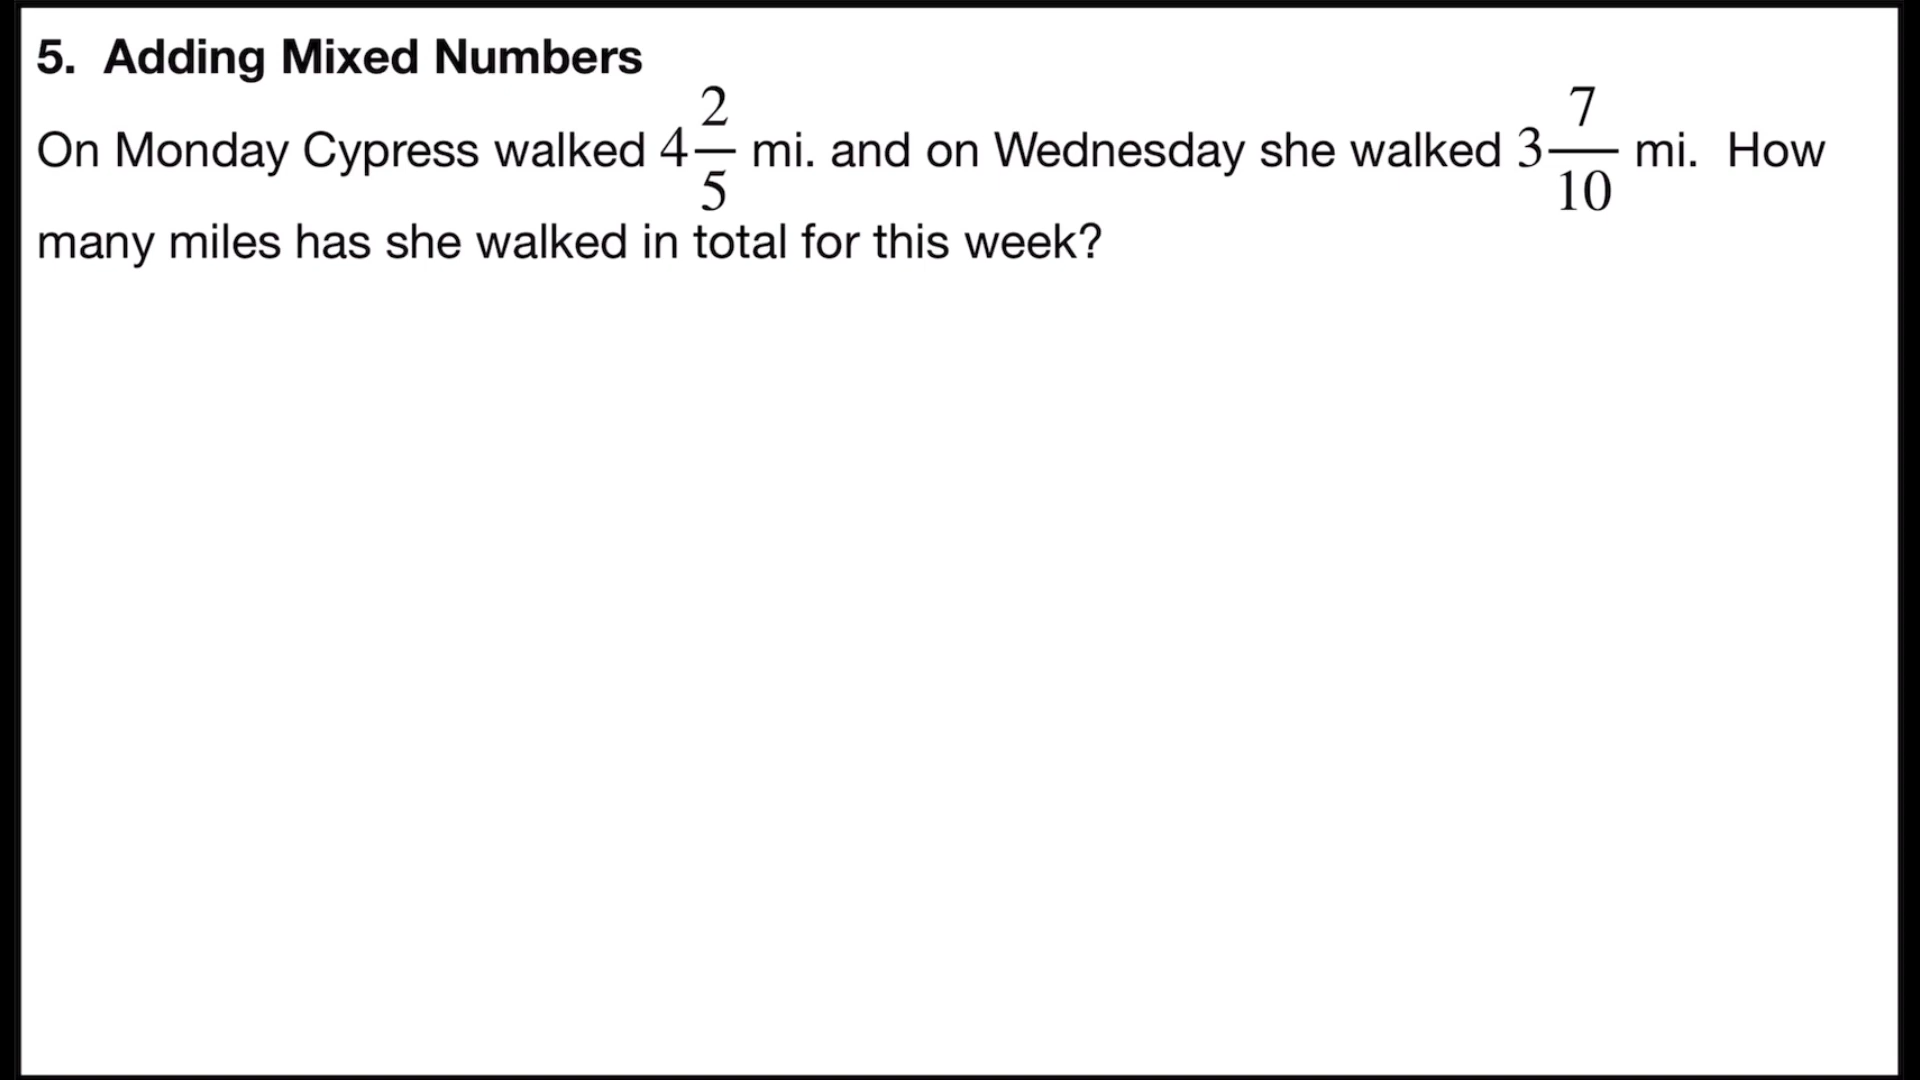 5. Adding Mixed Numbers
On Monday Cypress walked 4 2/5 mi. and on Wednesday she walked 3 7/10 mi. How
many miles has she walked in total for this week?